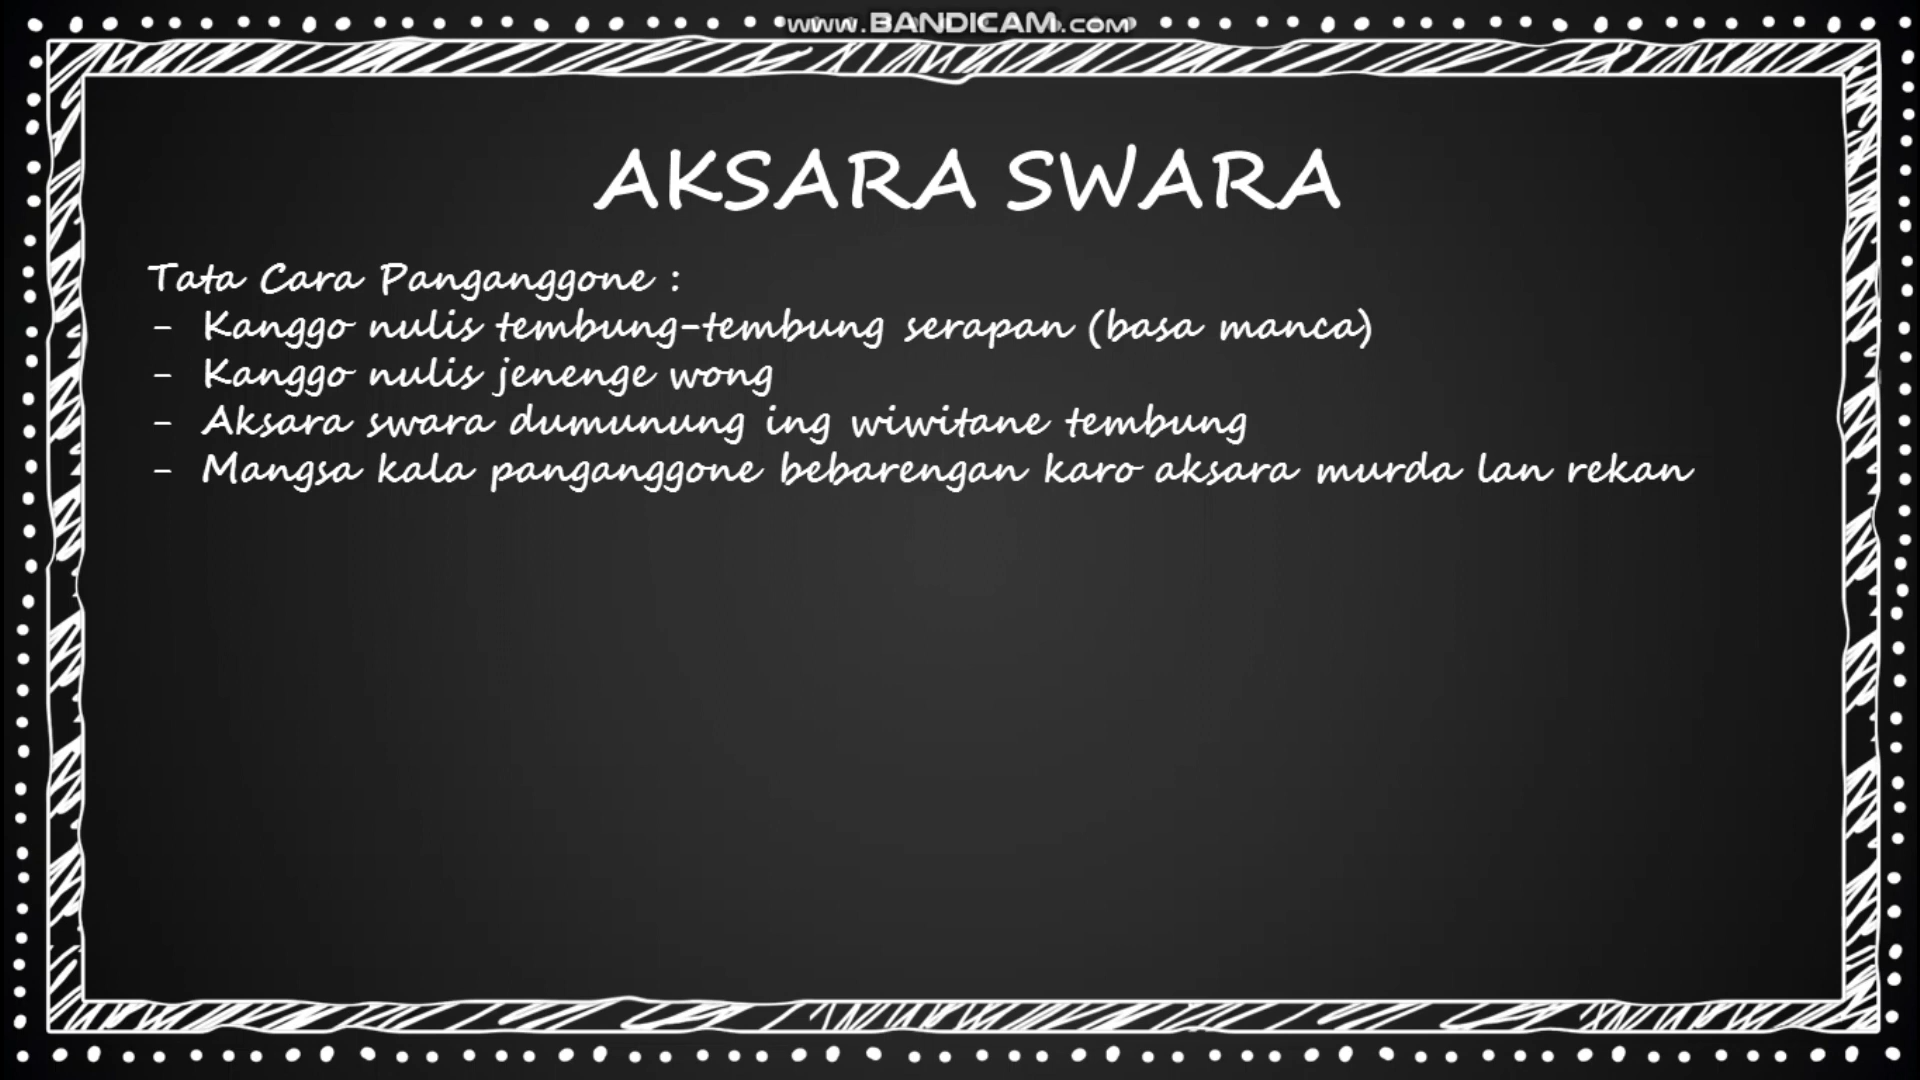 www.BANDICAM.com
AKSARA SWARA
Tata Cara Panganggone :
- Kanggo nulis tembung-tembung serapan (basa manca)
- Kanggo nulis jenenge wong
- Aksara swara dumunung ing wiwitane tembung
- Mangsa kala panganggone bebarengan karo aksara murda lan rekan